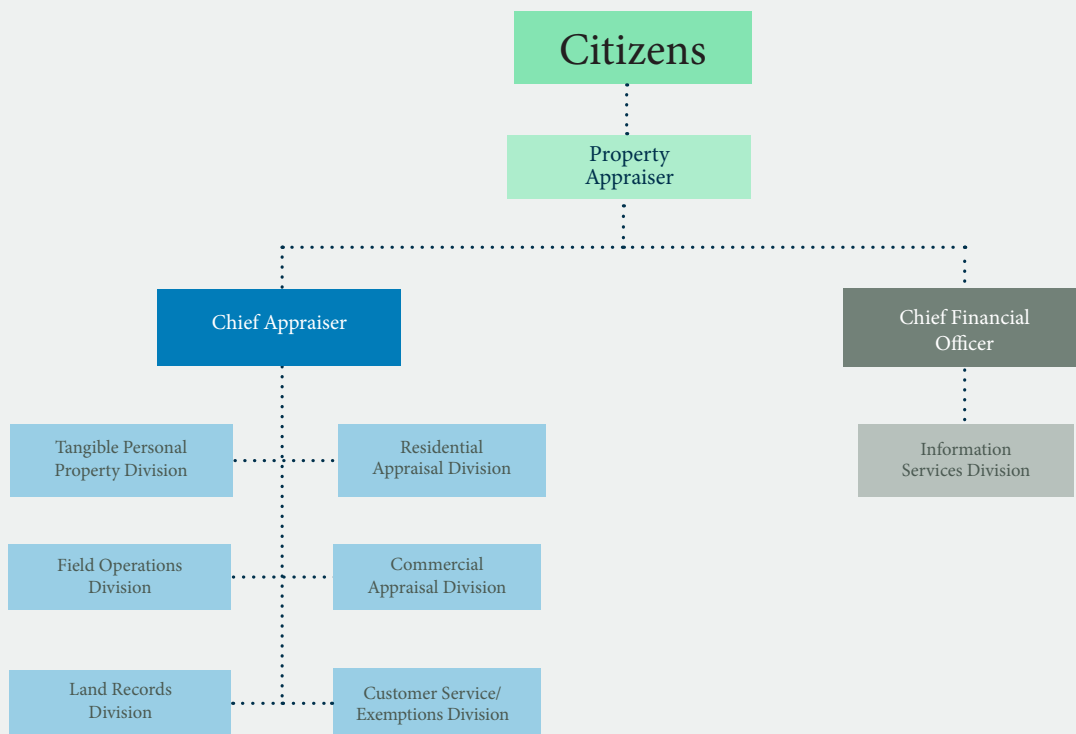 Citizens
Property
Appraiser
Chief Appraiser
Chief Financial
Officer
Tangible Personal
Property Division
Residential
Appraisal Division
Information
Services Division
Field Operations
Division
Commercial
Appraisal Division
Land Records
Division
Customer Service/
Exemptions Division